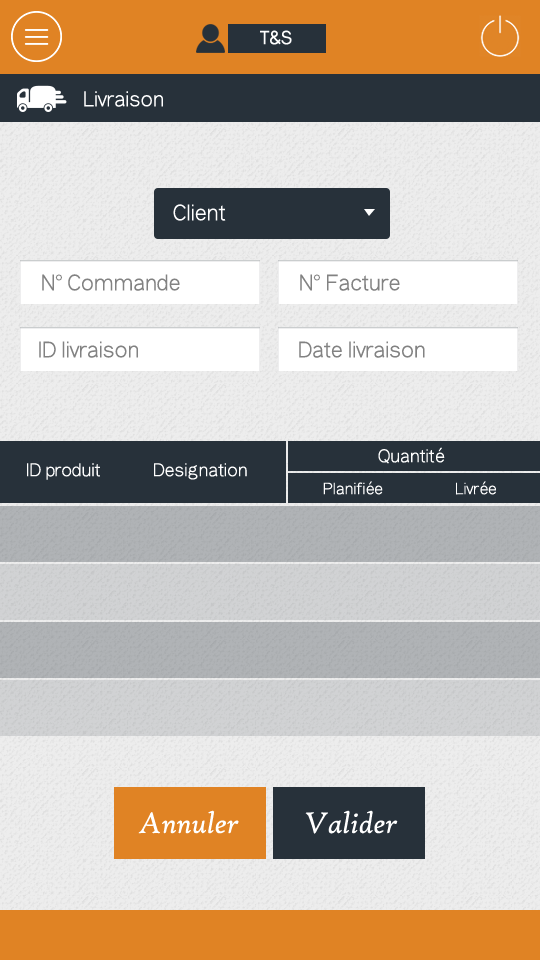 T&S
Livraison
Client
N° Commande
N° Facture
ID livraison
Date livraison
ID produit
Designation
Quantité
Planifiée
Livrée
Annuler
Valider